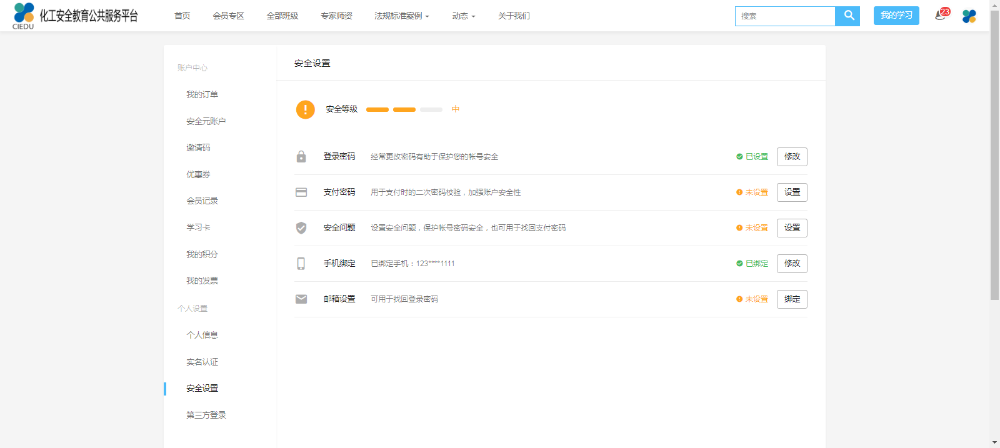 CIEDU 化工安全教育公共服务平台 首页 会员专区 全部班级 专家师资 法规标准案例 动态 关于我们 搜索 我的学习 23
账户中心
我的订单
安全元账户
邀请码
优惠券
会员记录
学习卡
我的积分
我的发票
个人设置
个人信息
实名认证
安全设置
第三方登录
安全设置
安全等级 中
登录密码 经常更改密码有助于保护您的帐号安全 已设置 修改
支付密码 用于支付时的二次密码校验，加强账户安全性 未设置 设置
安全问题 设置安全问题，保护帐号密码安全，也可用于找回支付密码 未设置 设置
手机绑定 已绑定手机：123****1111 已绑定 修改
邮箱设置 可用于找回登录密码 未设置 绑定